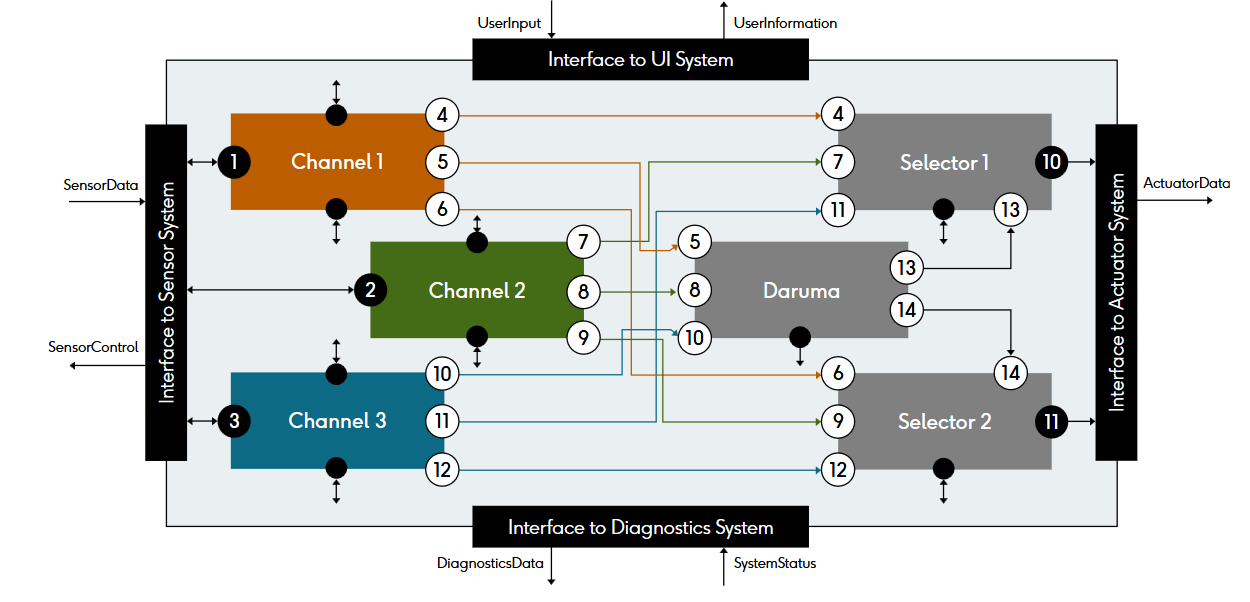 UserInput
UserInformation
Interface to UI System
4
4
1
Channel 1
5
7
Selector 1
10
SensorData
ActuatorData
6
11
13
Interface to Sensor System
Interface to Actuator System
7
5
13
2
Channel 2
8
8
Daruma
14
9
10
SensorControl
10
6
14
3
Channel 3
11
9
Selector 2
11
12
12
Interface to Diagnostics System
DiagnosticsData
SystemStatus